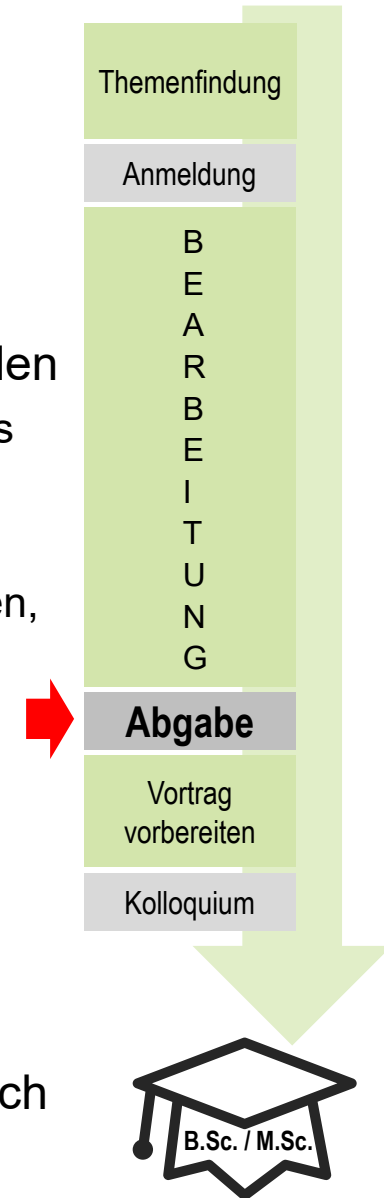 Themenfindung
Anmeldung
B
E
A
R
B
E
I
T
U
N
G
Abgabe
Vortrag
vorbereiten
Kolloquium
B.Sc. / M.Sc.